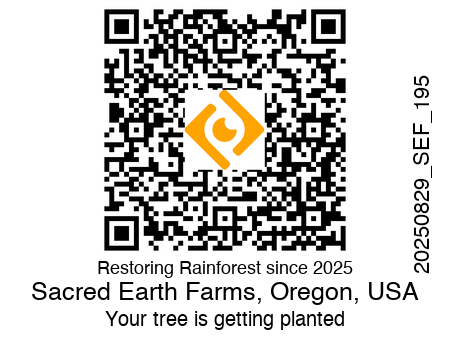 Restoring Rainforest since 2025
Sacred Earth Farms, Oregon, USA
Your tree is getting planted
20250829_SEF_195